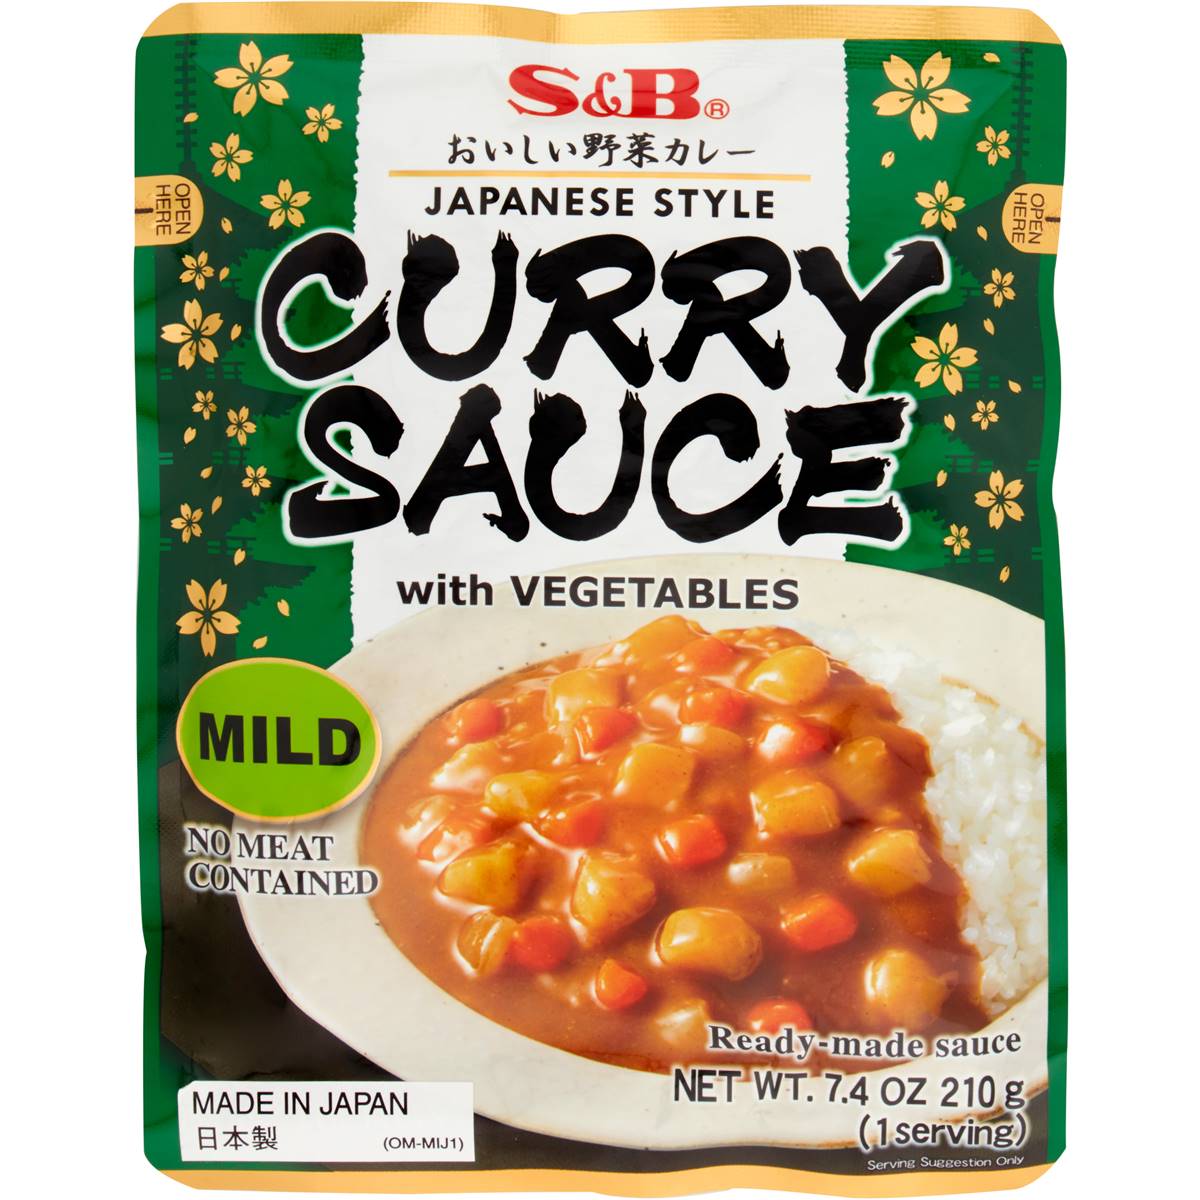 S&B®
おいしい野菜カレー
JAPANESE STYLE
OPEN
HERE
OPEN
HERE
CURRY
SAUCE
with VEGETABLES
MILD
NO MEAT
CONTAINED
Ready-made sauce
NET WT. 7.4 OZ 210 g
(1serving)
MADE IN JAPAN
日本製
(OM-MIJ1)
Serving Suggestion Only